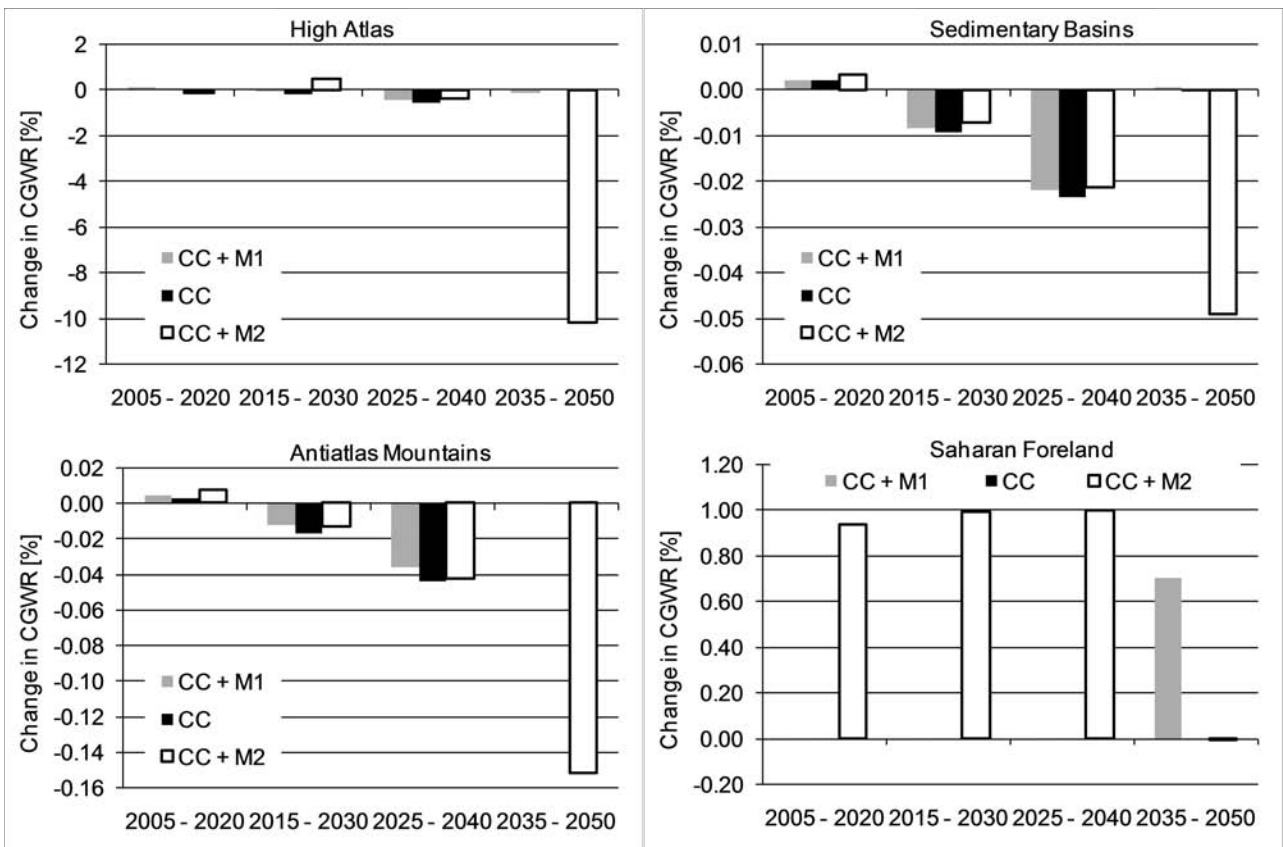 High Atlas
Change in CGWR [%]
2
0
-2
-4
-6
-8
-10
-12
CC + M1
CC
CC + M2
2005 - 2020 2015 - 2030 2025 - 2040 2035 - 2050
Sedimentary Basins
Change in CGWR [%]
0.01
0.00
-0.01
-0.02
-0.03
-0.04
-0.05
-0.06
CC + M1
CC
CC + M2
2005 - 2020 2015 - 2030 2025 - 2040 2035 - 2050
Antiatlas Mountains
Change in CGWR [%]
0.02
0.00
-0.02
-0.04
-0.06
-0.08
-0.10
-0.12
-0.14
-0.16
CC + M1
CC
CC + M2
2005 - 2020 2015 - 2030 2025 - 2040 2035 - 2050
Saharan Foreland
Change in CGWR [%]
1.20
1.00
0.80
0.60
0.40
0.20
0.00
-0.20
CC + M1 CC CC + M2
2005 - 2020 2015 - 2030 2025 - 2040 2035 - 2050